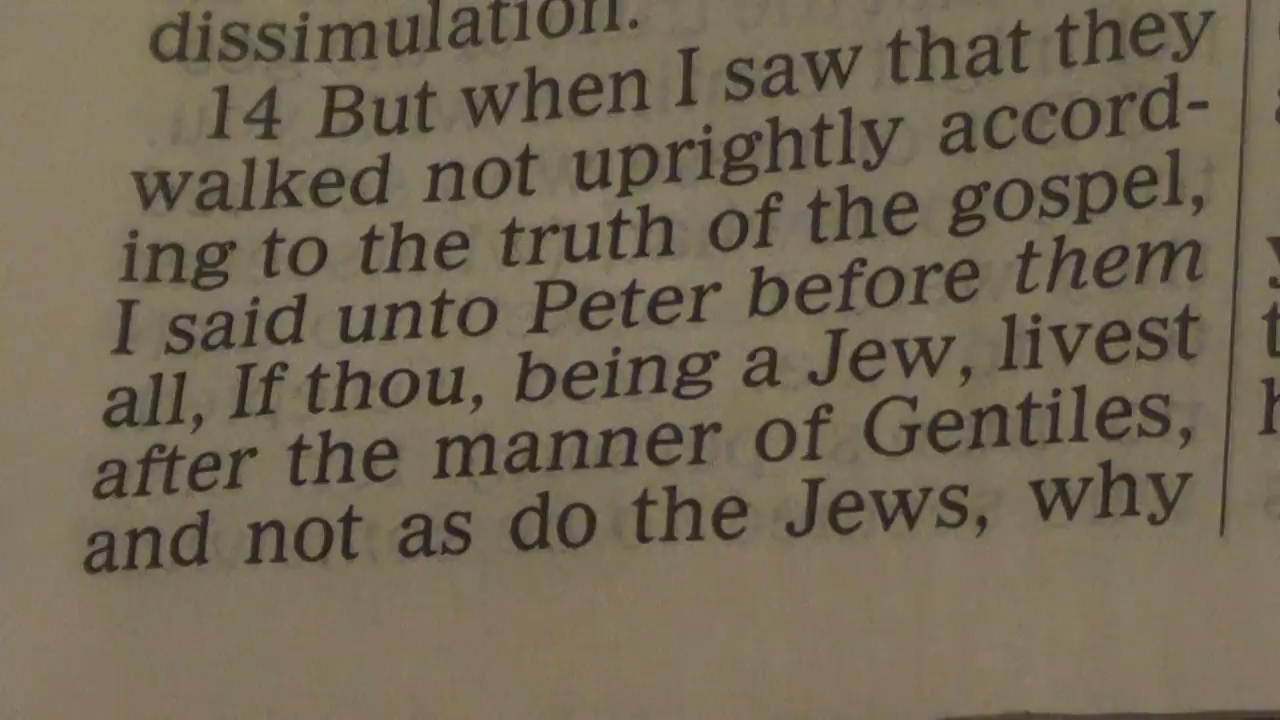 dissimulation.
14 But when I saw that they
walked not uprightly accord-
ing to the truth of the gospel,
I said unto Peter before them
all, If thou, being a Jew, livest
after the manner of Gentiles,
and not as do the Jews, why